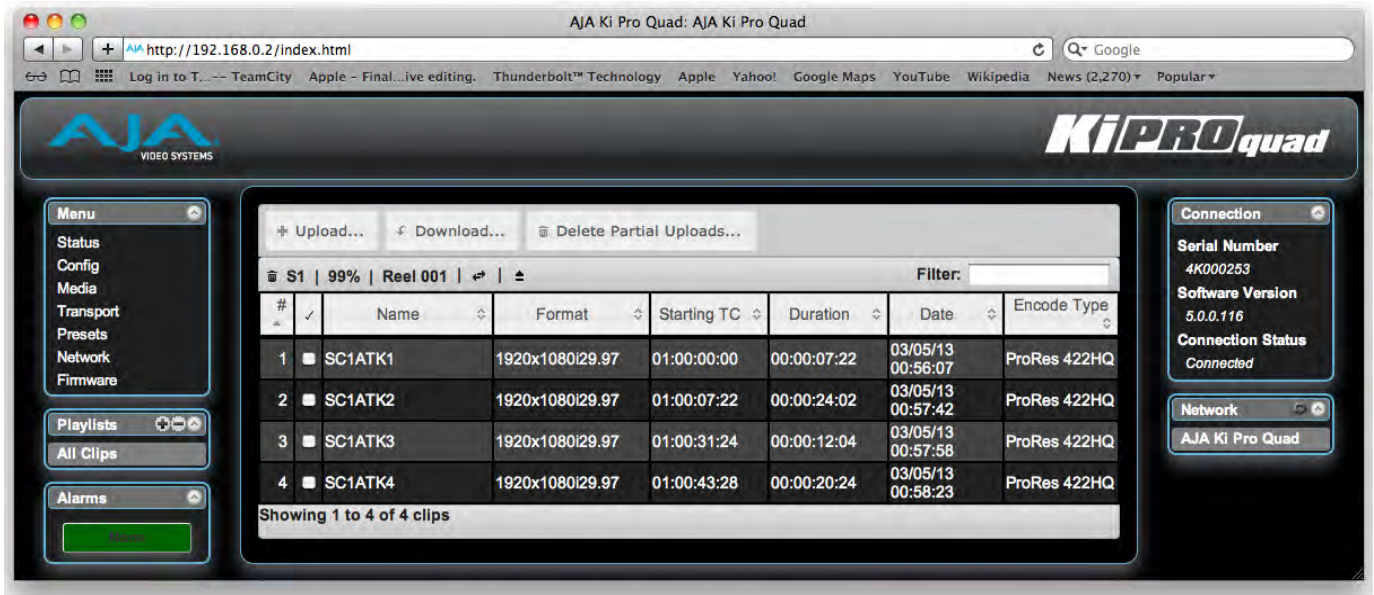 AJA Ki Pro Quad: AJA Ki Pro Quad
AJA http://192.168.0.2/index.html
Google
Log in to T...-- TeamCity Apple – Final...ive editing. Thunderbolt™ Technology Apple Yahoo! Google Maps YouTube Wikipedia News (2,270) Popular
AJA
VIDEO SYSTEMS
Ki PRO quad
Menu
Status
Config
Media
Transport
Presets
Network
Firmware
Playlists
All Clips
Alarms
Upload... Download... Delete Partial Uploads...
S1 | 99% | Reel 001 | |
Filter:
# Name Format Starting TC Duration Date Encode Type
1 SC1ATK1 1920x1080i29.97 01:00:00:00 00:00:07:22 03/05/13 00:56:07 ProRes 422HQ
2 SC1ATK2 1920x1080i29.97 01:00:07:22 00:00:24:02 03/05/13 00:57:42 ProRes 422HQ
3 SC1ATK3 1920x1080i29.97 01:00:31:24 00:00:12:04 03/05/13 00:57:58 ProRes 422HQ
4 SC1ATK4 1920x1080i29.97 01:00:43:28 00:00:20:24 03/05/13 00:58:23 ProRes 422HQ
Showing 1 to 4 of 4 clips
Connection
Serial Number
4K000253
Software Version
5.0.0.116
Connection Status
Connected
Network
AJA Ki Pro Quad